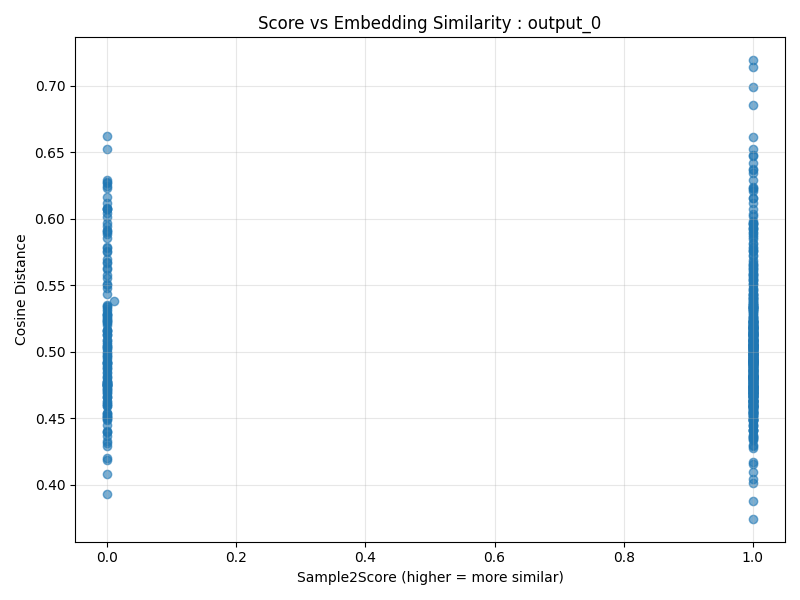 Score vs Embedding Similarity : output_0
Cosine Distance
0.70
0.65
0.60
0.55
0.50
0.45
0.40
0.0 0.2 0.4 0.6 0.8 1.0
Sample2Score (higher = more similar)